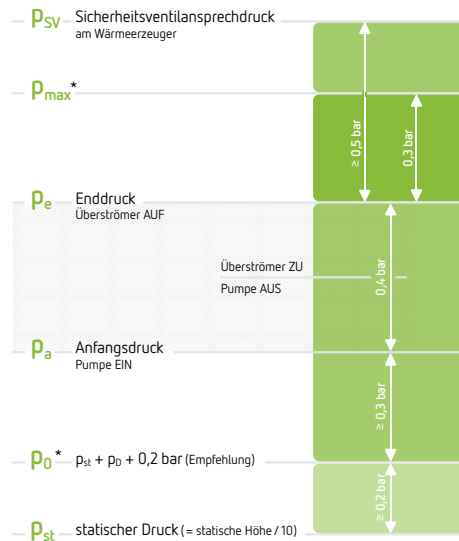 pSV Sicherheitsventilansprechdruck
am Wärmeerzeuger
pmax*
≥ 0,5 bar
0,3 bar
pe Enddruck
Überströmer AUF
Überströmer ZU
Pumpe AUS
0,4 bar
pa Anfangsdruck
Pumpe EIN
≥ 0,3 bar
p0* pst + pD + 0,2 bar (Empfehlung)
≥ 0,2 bar
pst statischer Druck (= statische Höhe / 10)